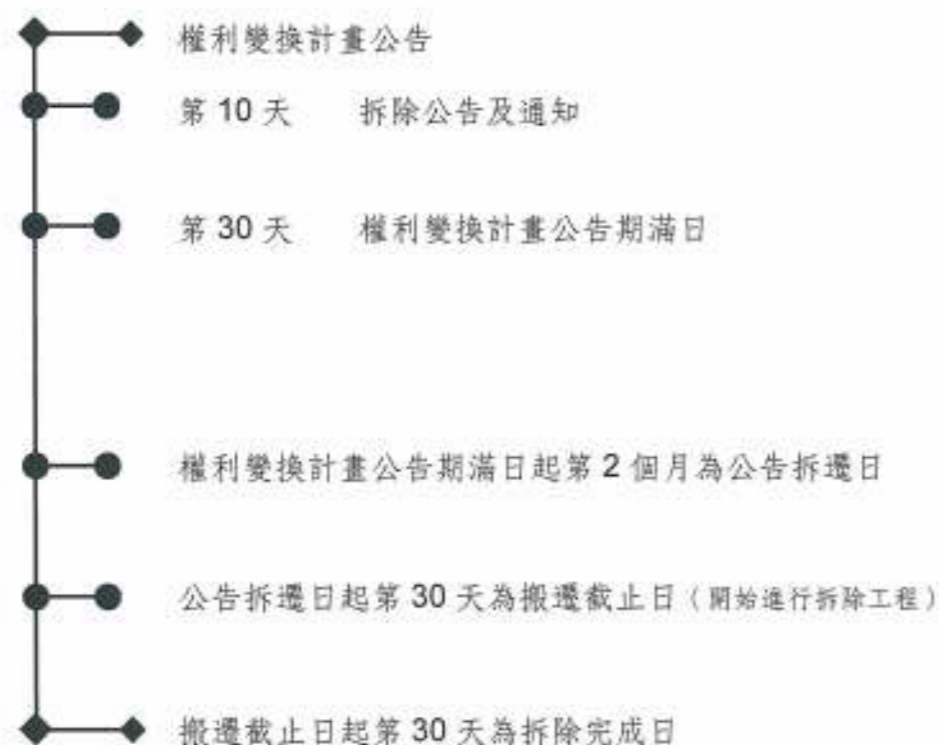 權利變換計畫公告
第 10 天 拆除公告及通知
第 30 天 權利變換計畫公告期滿日
權利變換計畫公告期滿日起第 2 個月為公告拆遷日
公告拆遷日起第 30 天為搬遷截止日（開始進行拆除工程）
搬遷截止日起第 30 天為拆除完成日